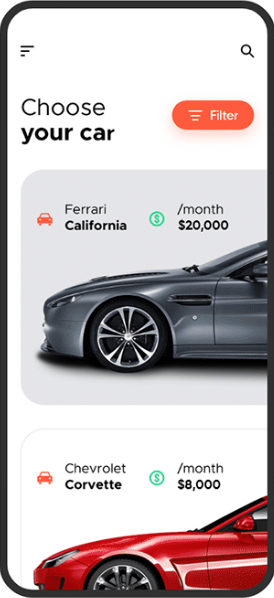 Choose
your car
Filter
Ferrari
California
/month
$20,000
Chevrolet
Corvette
/month
$8,000